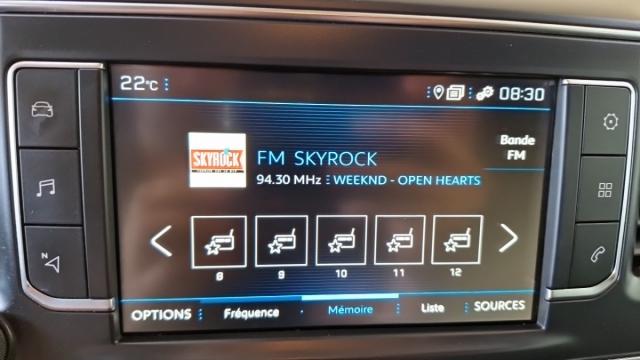 22°C
08:30
Bande
FM
SKYROCK
FM SKYROCK
94.30 MHz : WEEKND - OPEN HEARTS
8 9 10 11 12
OPTIONS Fréquence Mémoire Liste SOURCES
N